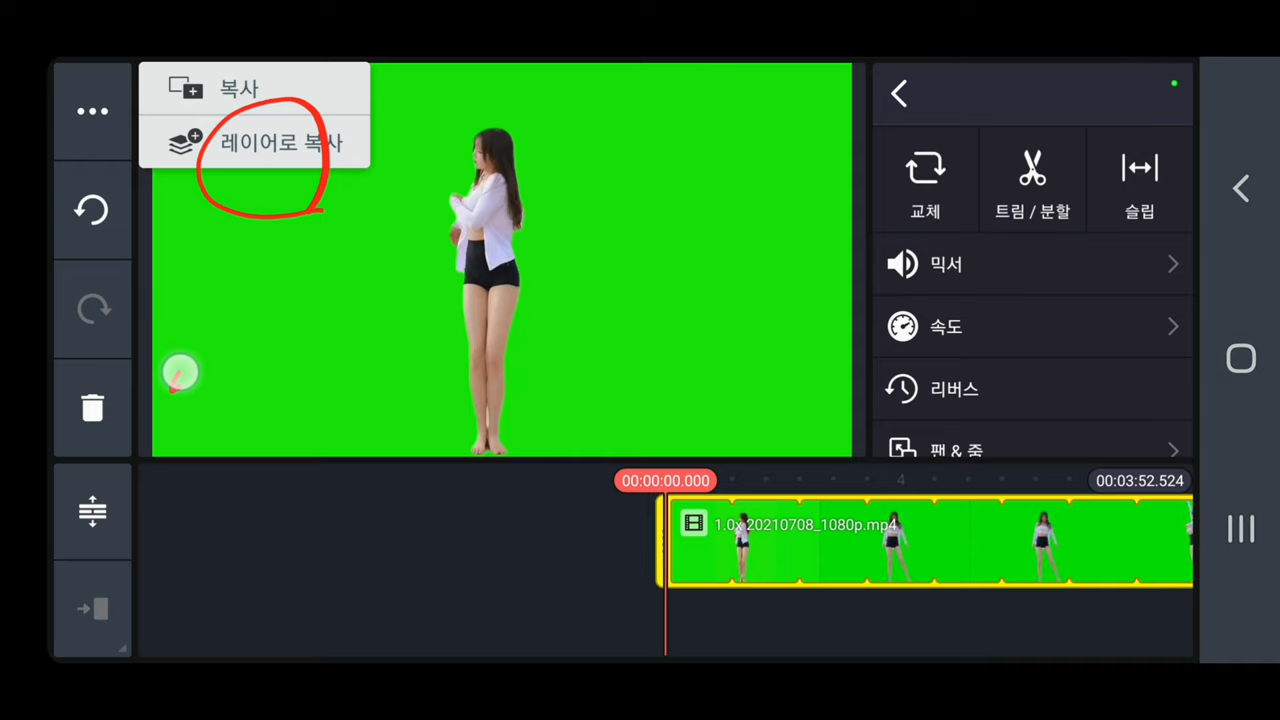 복사
레이어로 복사
교체
트림 / 분할
슬립
믹서
속도
리버스
팬 & 줌
00:00:00.000
4
00:03:52.524
1.0x 20210708_1080p.mp4